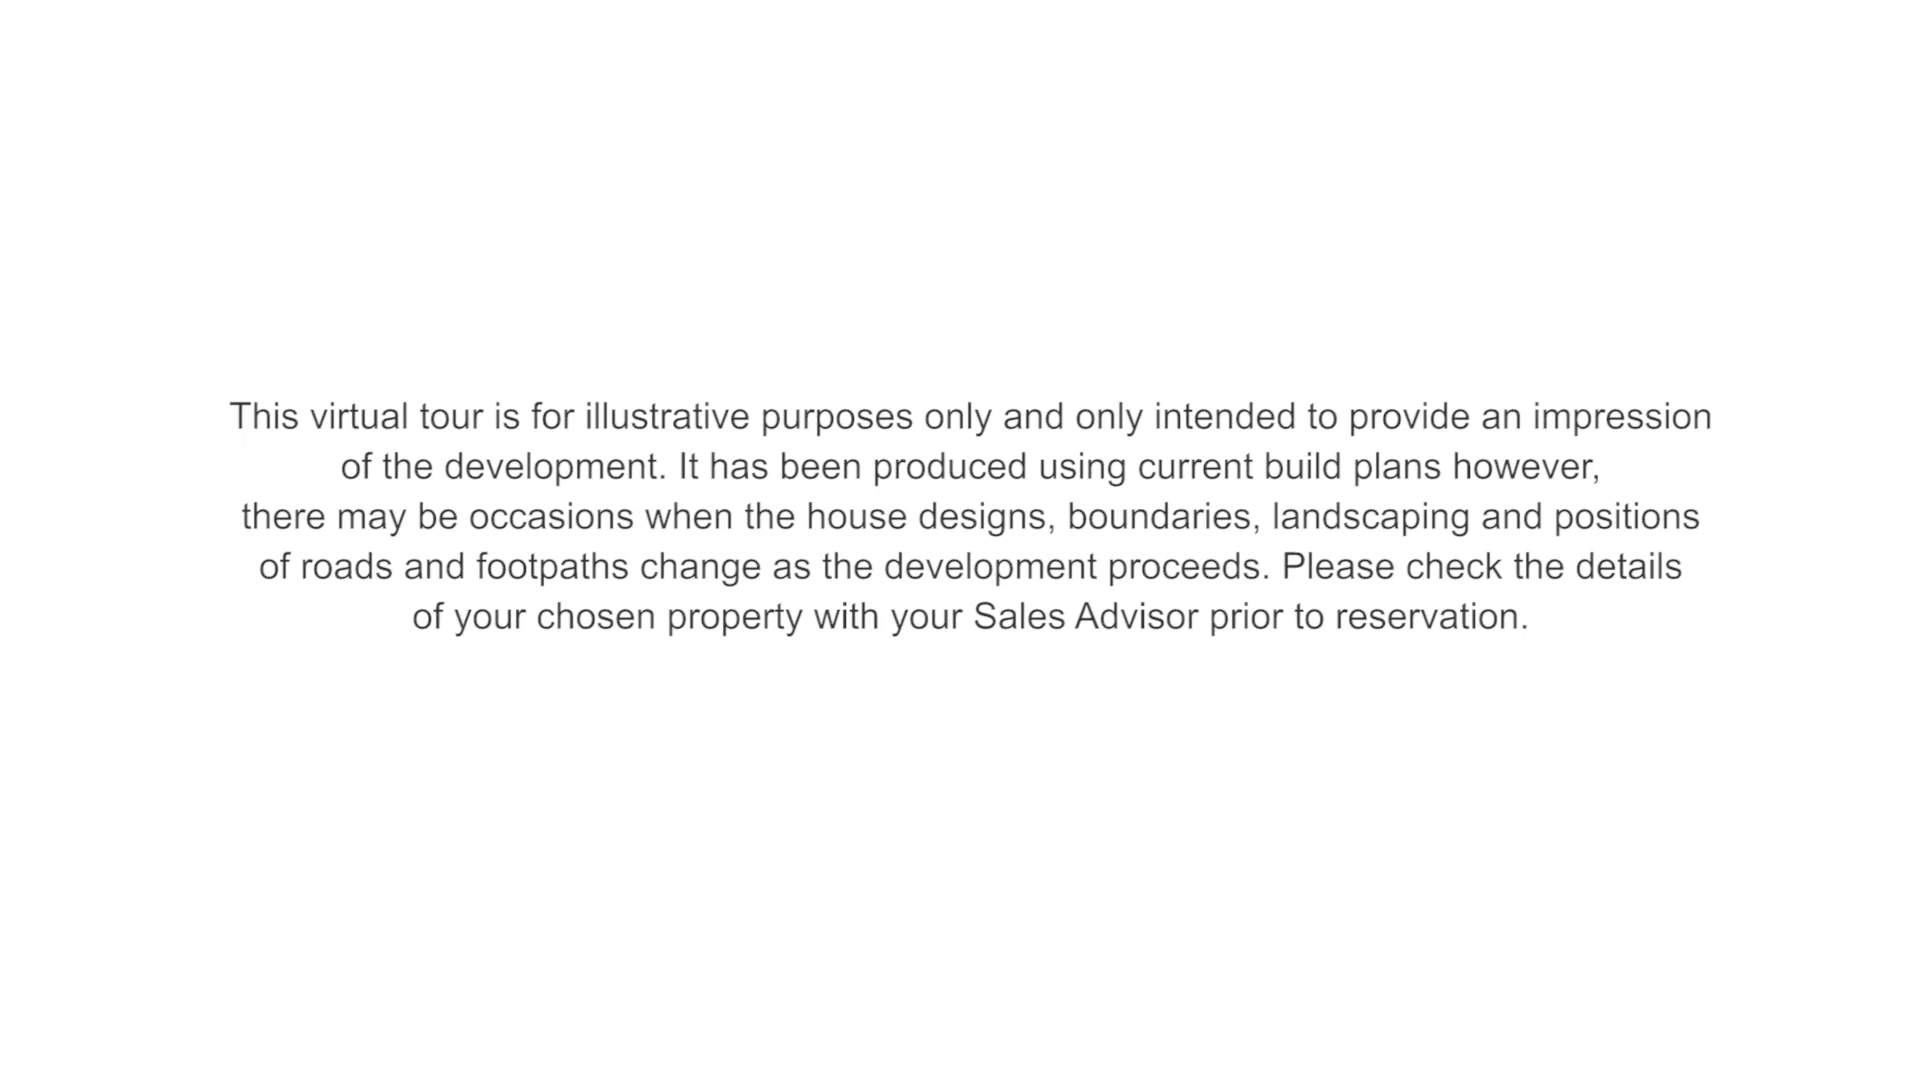 This virtual tour is for illustrative purposes only and only intended to provide an impression
of the development. It has been produced using current build plans however,
there may be occasions when the house designs, boundaries, landscaping and positions
of roads and footpaths change as the development proceeds. Please check the details
of your chosen property with your Sales Advisor prior to reservation.